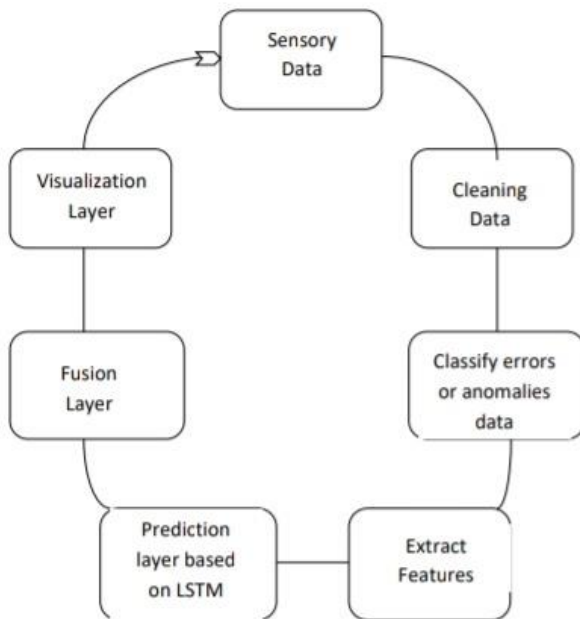 Sensory
Data
Cleaning
Data
Classify errors
or anomalies
data
Extract
Features
Prediction
layer based
on LSTM
Fusion
Layer
Visualization
Layer